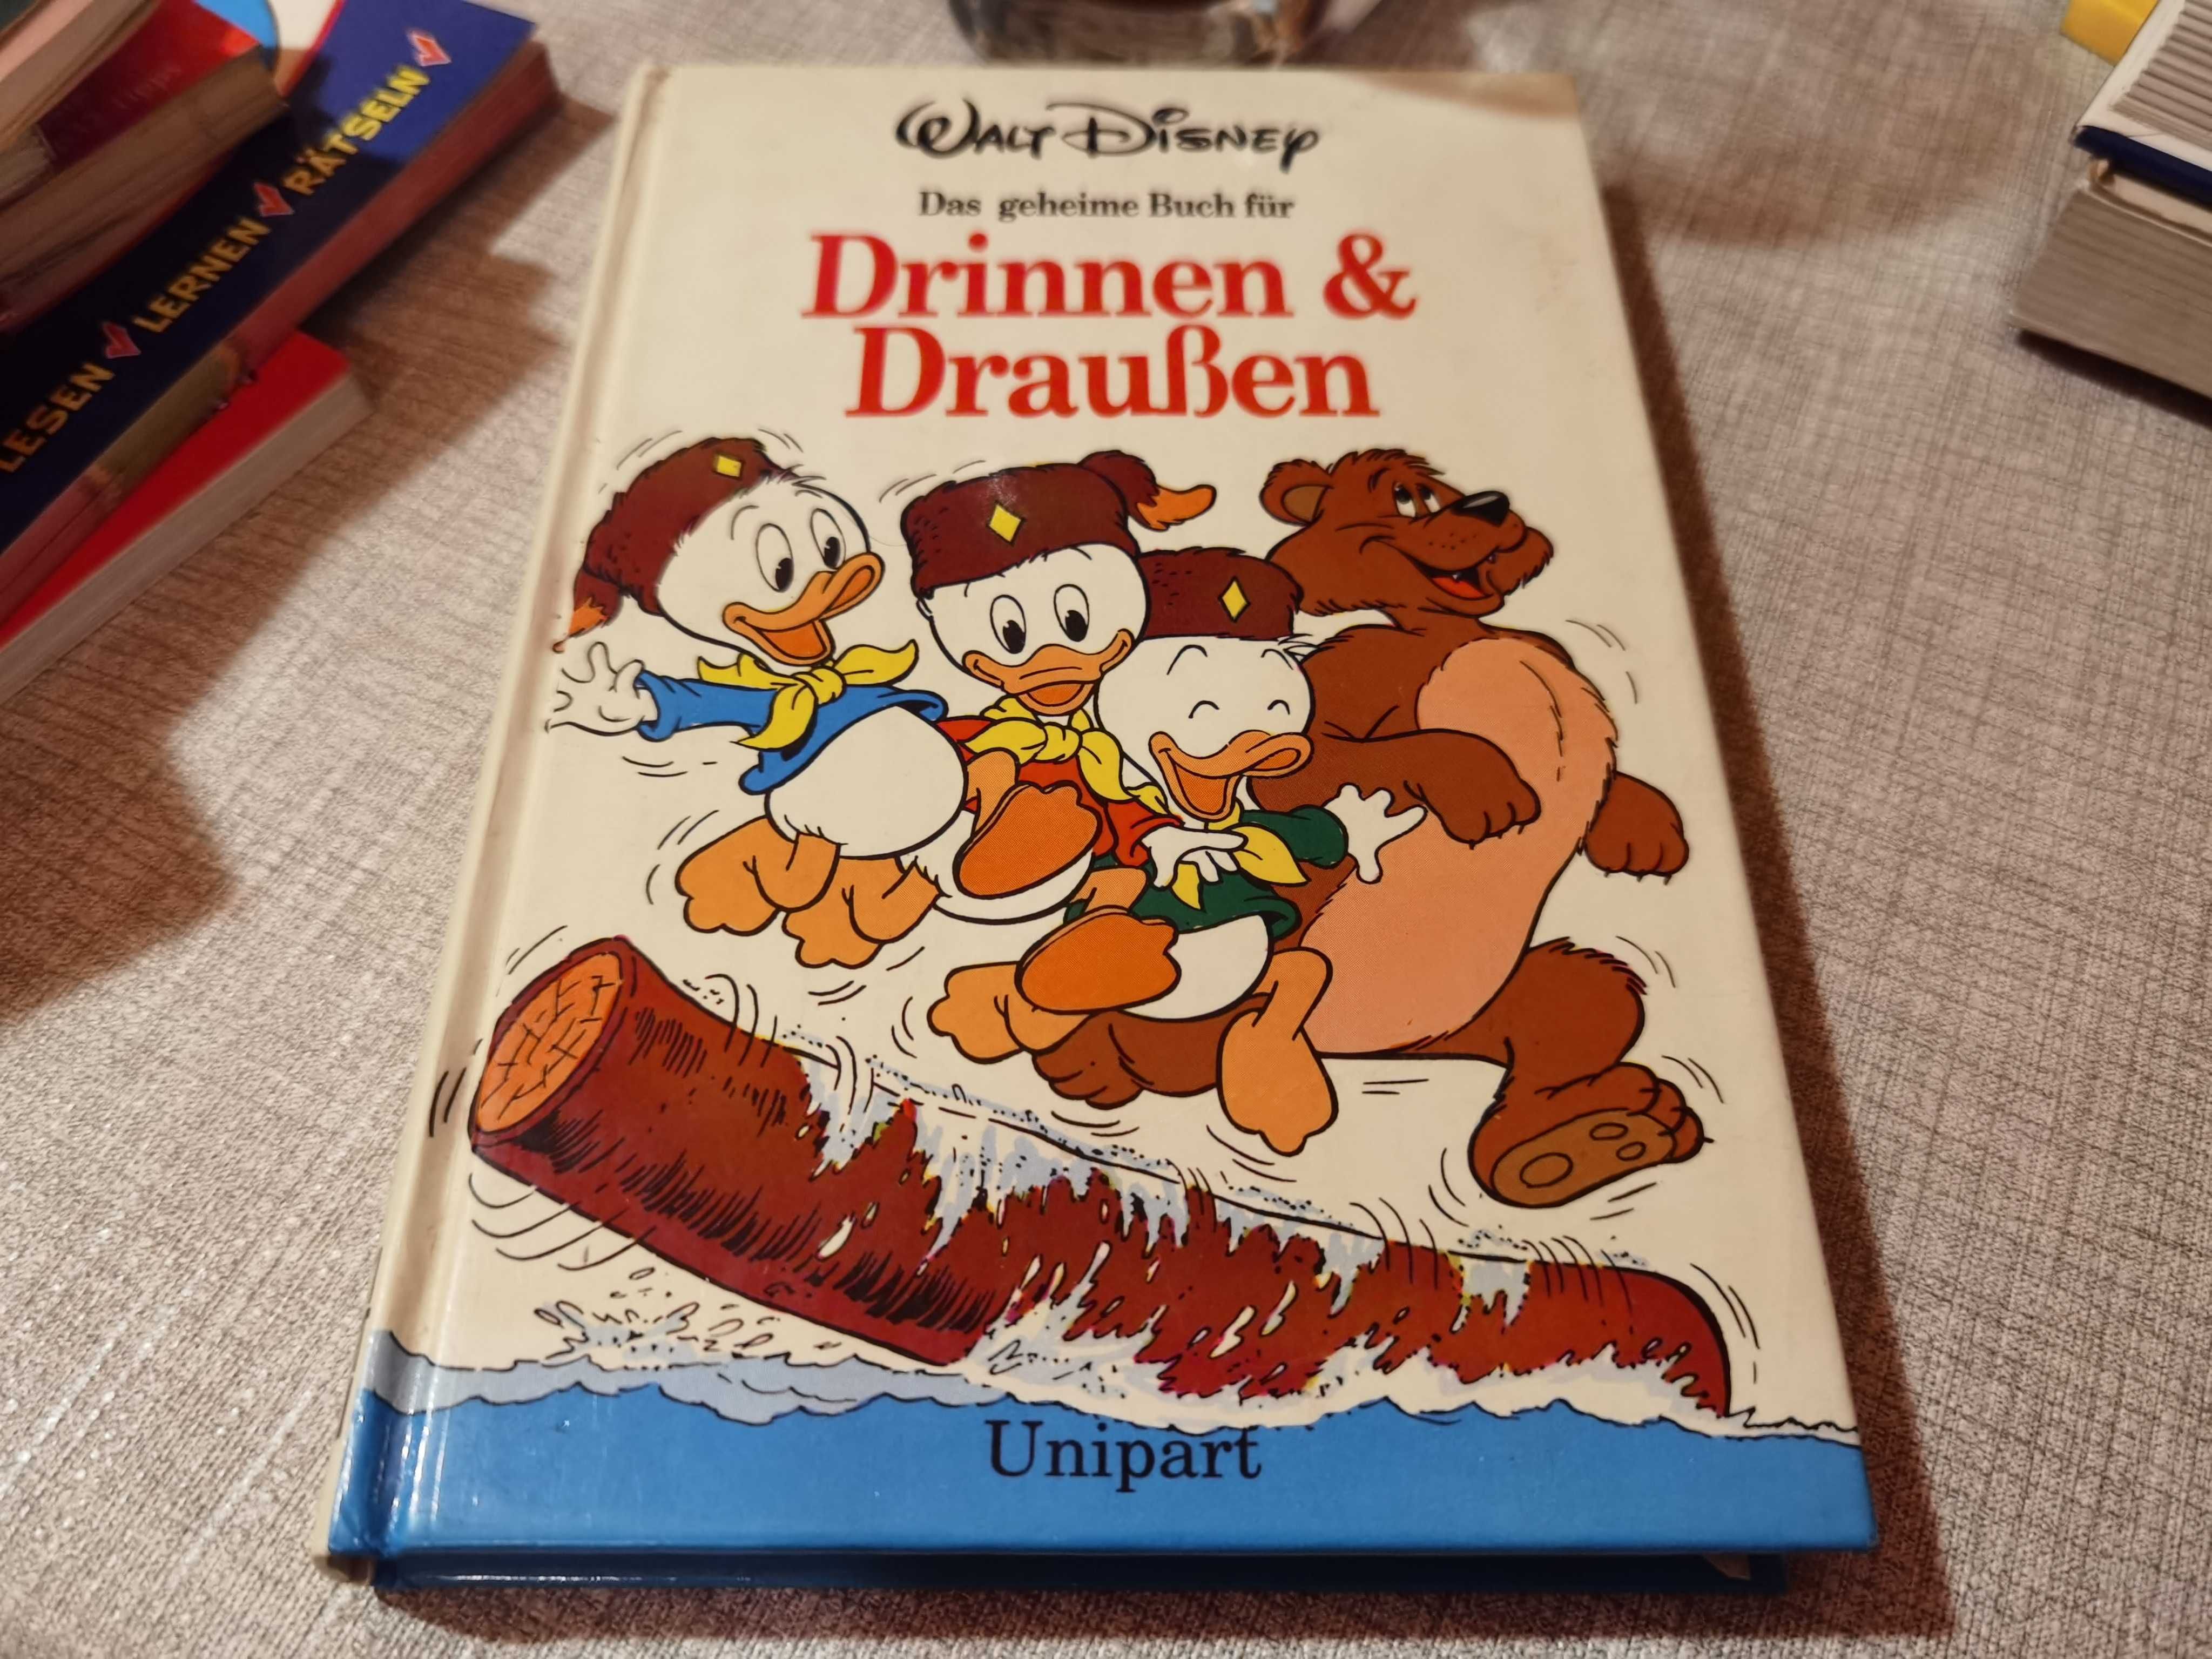 WALT DISNEY
Das geheime Buch für
Drinnen &
Draußen
Unipart
LESEN LERNEN RÄTSELN